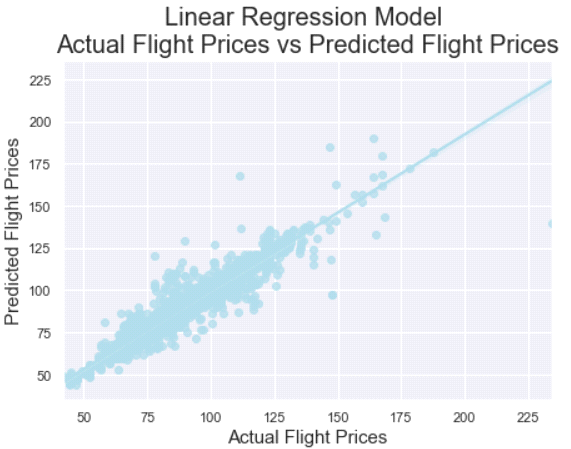 Linear Regression Model
Actual Flight Prices vs Predicted Flight Prices
Predicted Flight Prices
225
200
175
150
125
100
75
50
50 75 100 125 150 175 200 225
Actual Flight Prices